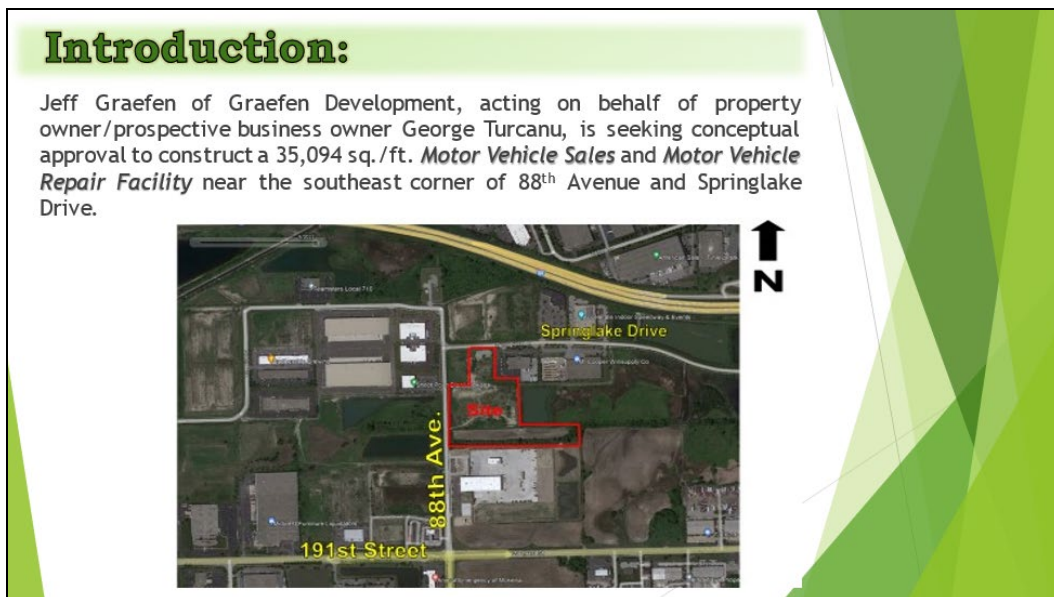 Introduction:
Jeff Graefen of Graefen Development, acting on behalf of property
owner/prospective business owner George Turcanu, is seeking conceptual
approval to construct a 35,094 sq./ft. Motor Vehicle Sales and Motor Vehicle
Repair Facility near the southeast corner of 88th Avenue and Springlake
Drive.
N
Springlake Drive
Site
88th Ave.
191st Street